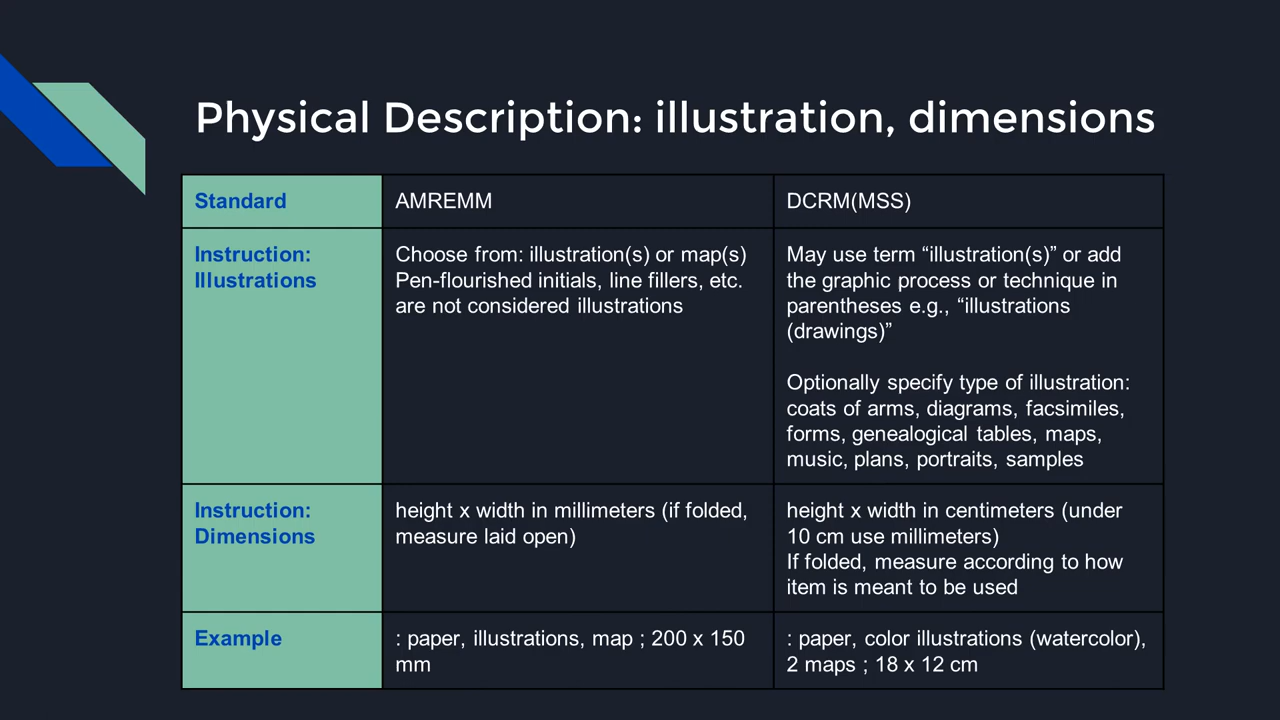 Physical Description: illustration, dimensions
Standard
AMREMM
DCRM(MSS)
Instruction:
Illustrations
Choose from: illustration(s) or map(s)
Pen-flourished initials, line fillers, etc.
are not considered illustrations
May use term “illustration(s)” or add
the graphic process or technique in
parentheses e.g., “illustrations
(drawings)”
Optionally specify type of illustration:
coats of arms, diagrams, facsimiles,
forms, genealogical tables, maps,
music, plans, portraits, samples
Instruction:
Dimensions
height x width in millimeters (if folded,
measure laid open)
height x width in centimeters (under
10 cm use millimeters)
If folded, measure according to how
item is meant to be used
Example
: paper, illustrations, map ; 200 x 150
mm
: paper, color illustrations (watercolor),
2 maps ; 18 x 12 cm